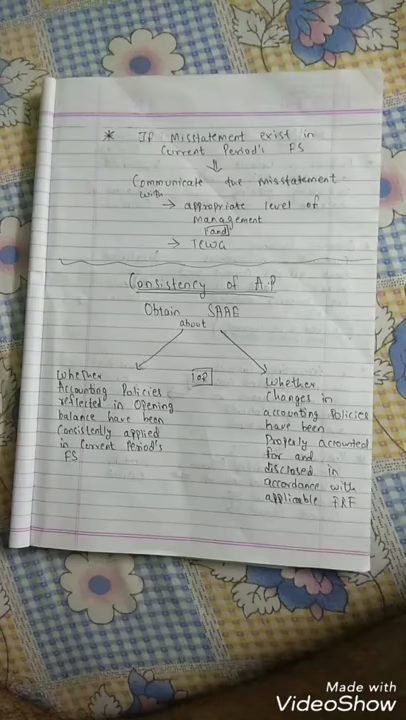 * If Misstatement exist in
Current Period's FS
⇓
Communicate the misstatement
with → appropriate level of
Management
and
→ TCWG
Consistency of A.P
Obtain SAAE
about
Whether
Accounting Policies
reflected in Opening
balance have been
Consistently applied
in Current Period's
FS
Whether
Changes in
accounting Policies
have been
Properly accounted
for and
disclosed in
accordance with
applicable FRF
Made with
VideoShow